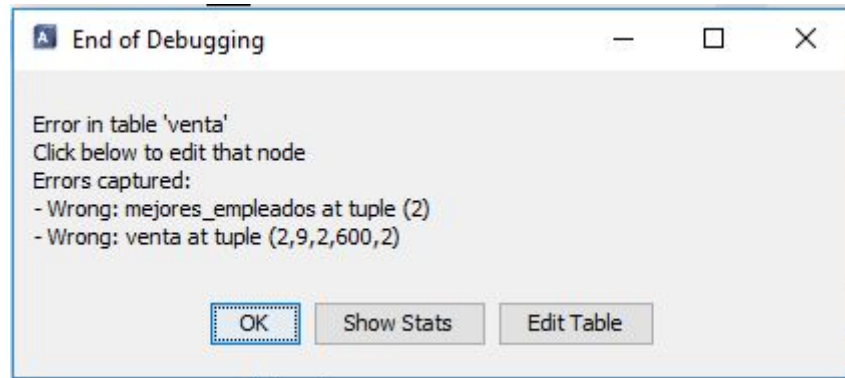 End of Debugging
Error in table 'venta'
Click below to edit that node
Errors captured:
- Wrong: mejores_empleados at tuple (2)
- Wrong: venta at tuple (2,9,2,600,2)
OK Show Stats Edit Table